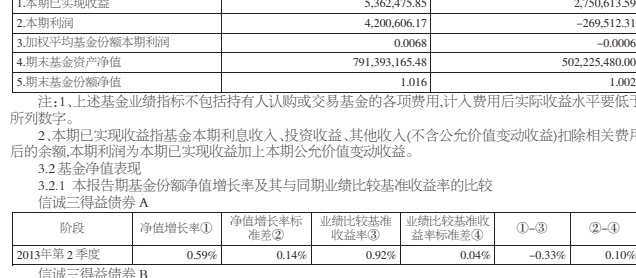 1.本期已实现收益 5,362,475.85 2,750,613.59
2.本期利润 4,200,606.17 -269,512.31
3.加权平均基金份额本期利润 0.0068 -0.0006
4.期末基金资产净值 791,393,165.48 502,225,480.00
5.期末基金份额净值 1.016 1.002
注:1、上述基金业绩指标不包括持有人认购或交易基金的各项费用,计入费用后实际收益水平要低于
所列数字。
2、本期已实现收益指基金本期利息收入、投资收益、其他收入(不含公允价值变动收益)扣除相关费用
后的余额,本期利润为本期已实现收益加上本期公允价值变动收益。
3.2 基金净值表现
3.2.1 本报告期基金份额净值增长率及其与同期业绩比较基准收益率的比较
信诚三得益债券 A
阶段 净值增长率① 净值增长率标准差② 业绩比较基准收益率③ 业绩比较基准收益率标准差④ ①-③ ②-④
2013年第 2 季度 0.59% 0.14% 0.92% 0.04% -0.33% 0.10%
信诚三得益债券 B